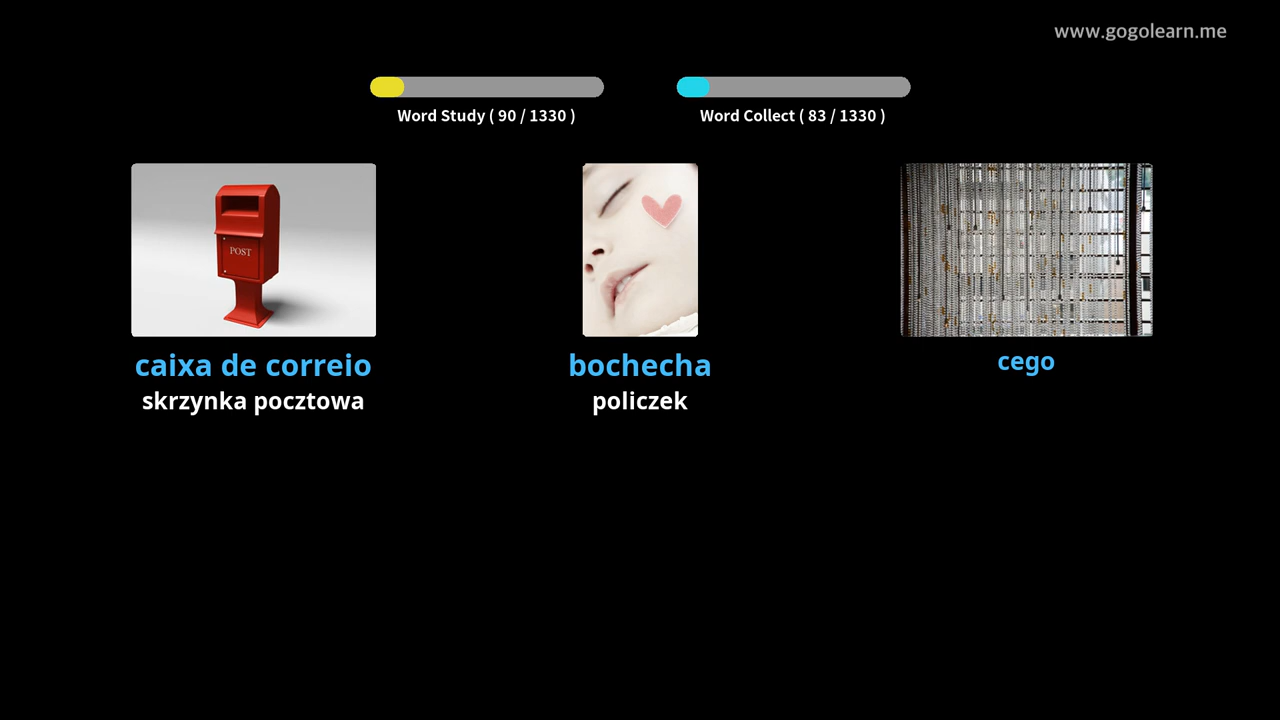 www.gogolearn.me
Word Study ( 90 / 1330 )
Word Collect ( 83 / 1330 )
POST
caixa de correio
skrzynka pocztowa
bochecha
policzek
cego